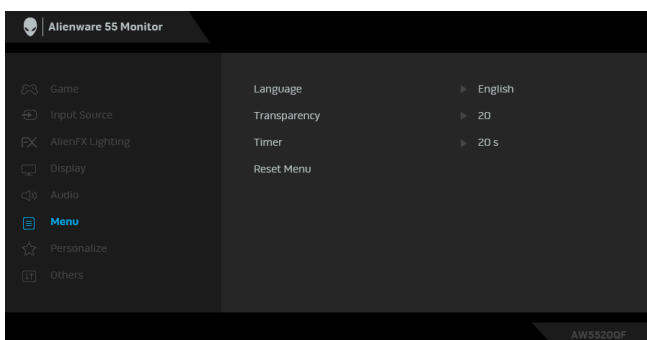 Alienware 55 Monitor
Game
Input Source
FX AlienFX Lighting
Display
Audio
Menu
Personalize
Others
Language English
Transparency 20
Timer 20 s
Reset Menu
AW5520QF